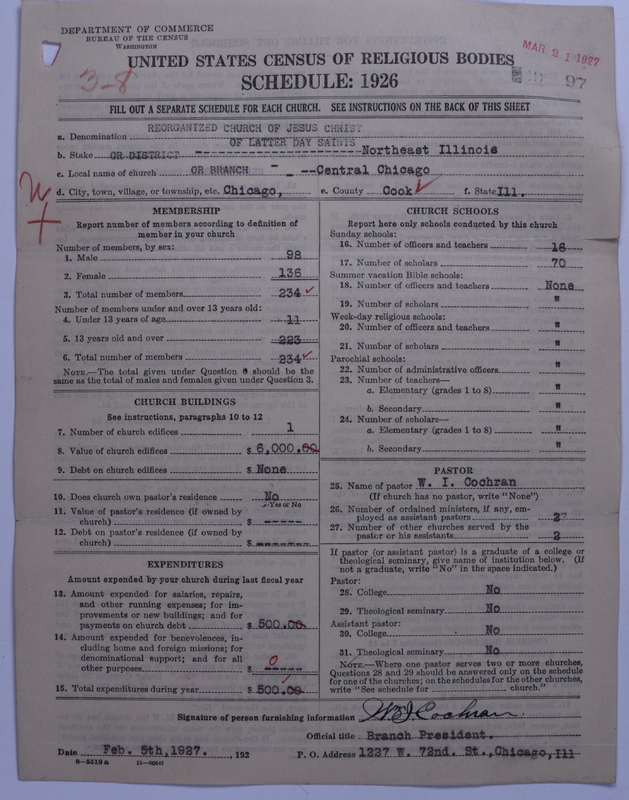 DEPARTMENT OF COMMERCE
BUREAU OF THE CENSUS
WASHINGTON
MAR 21 1927
UNITED STATES CENSUS OF RELIGIOUS BODIES
3-8
SCHEDULE: 1926
97
FILL OUT A SEPARATE SCHEDULE FOR EACH CHURCH. SEE INSTRUCTIONS ON THE BACK OF THIS SHEET
REORGANIZED CHURCH OF JESUS CHRIST
a. Denomination
OF LATTER DAY SAINTS
b. Stake OR DISTRICT ---Northeast Illinois
c. Local name of church OR BRANCH - --Central Chicago
d. City, town, village, or township, etc. Chicago, e. County Cook f. State Ill.
MEMBERSHIP
Report number of members according to definition of
member in your church
Number of members, by sex:
1. Male 98
2. Female 136
3. Total number of members 234
Number of members under and over 13 years old:
4. Under 13 years of age 11
5. 13 years old and over 223
6. Total number of members 234
NOTE.—The total given under Question 6 should be the
same as the total of males and females given under Question 3.
CHURCH BUILDINGS
See instructions, paragraphs 10 to 12
7. Number of church edifices 1
8. Value of church edifices $ 6,000.00
9. Debt on church edifices $ None
10. Does church own pastor's residence No
Yes or No
11. Value of pastor's residence (if owned by
church) $ -----
12. Debt on pastor's residence (if owned by
church) $ -------
EXPENDITURES
Amount expended by your church during last fiscal year
13. Amount expended for salaries, repairs,
and other running expenses; for im-
provements or new buildings; and for
payments on church debt $ 500.00
14. Amount expended for benevolences, in-
cluding home and foreign missions; for
denominational support; and for all
other purposes $ ----- 0
15. Total expenditures during year $ 500.00
CHURCH SCHOOLS
Report here only schools conducted by this church
Sunday schools:
16. Number of officers and teachers 16
17. Number of scholars 70
Summer vacation Bible schools:
18. Number of officers and teachers None
19. Number of scholars "
Week-day religious schools:
20. Number of officers and teachers "
21. Number of scholars "
Parochial schools:
22. Number of administrative officers "
23. Number of teachers—
a. Elementary (grades 1 to 8) "
b. Secondary "
24. Number of scholars—
a. Elementary (grades 1 to 8) "
b. Secondary "
PASTOR
25. Name of pastor W. I. Cochran
(If church has no pastor, write "None")
26. Number of ordained ministers, if any, em-
ployed as assistant pastors 2
27. Number of other churches served by the
pastor or his assistants 2
If pastor (or assistant pastor) is a graduate of a college or
theological seminary, give name of institution below. (If
not a graduate, write "No" in the space indicated.)
Pastor:
28. College No
29. Theological seminary No
Assistant pastor:
30. College No
31. Theological seminary No
NOTE.—Where one pastor serves two or more churches,
Questions 28 and 29 should be answered only on the schedule
for one of the churches; on the schedules for the other churches,
write "See schedule for church."
Signature of person furnishing information Wm I Cochran.
Official title Branch President.
Date Feb. 5th, 1927. , 192 P. O. Address 1227 W. 72nd. St., Chicago, Ill
8—5518a